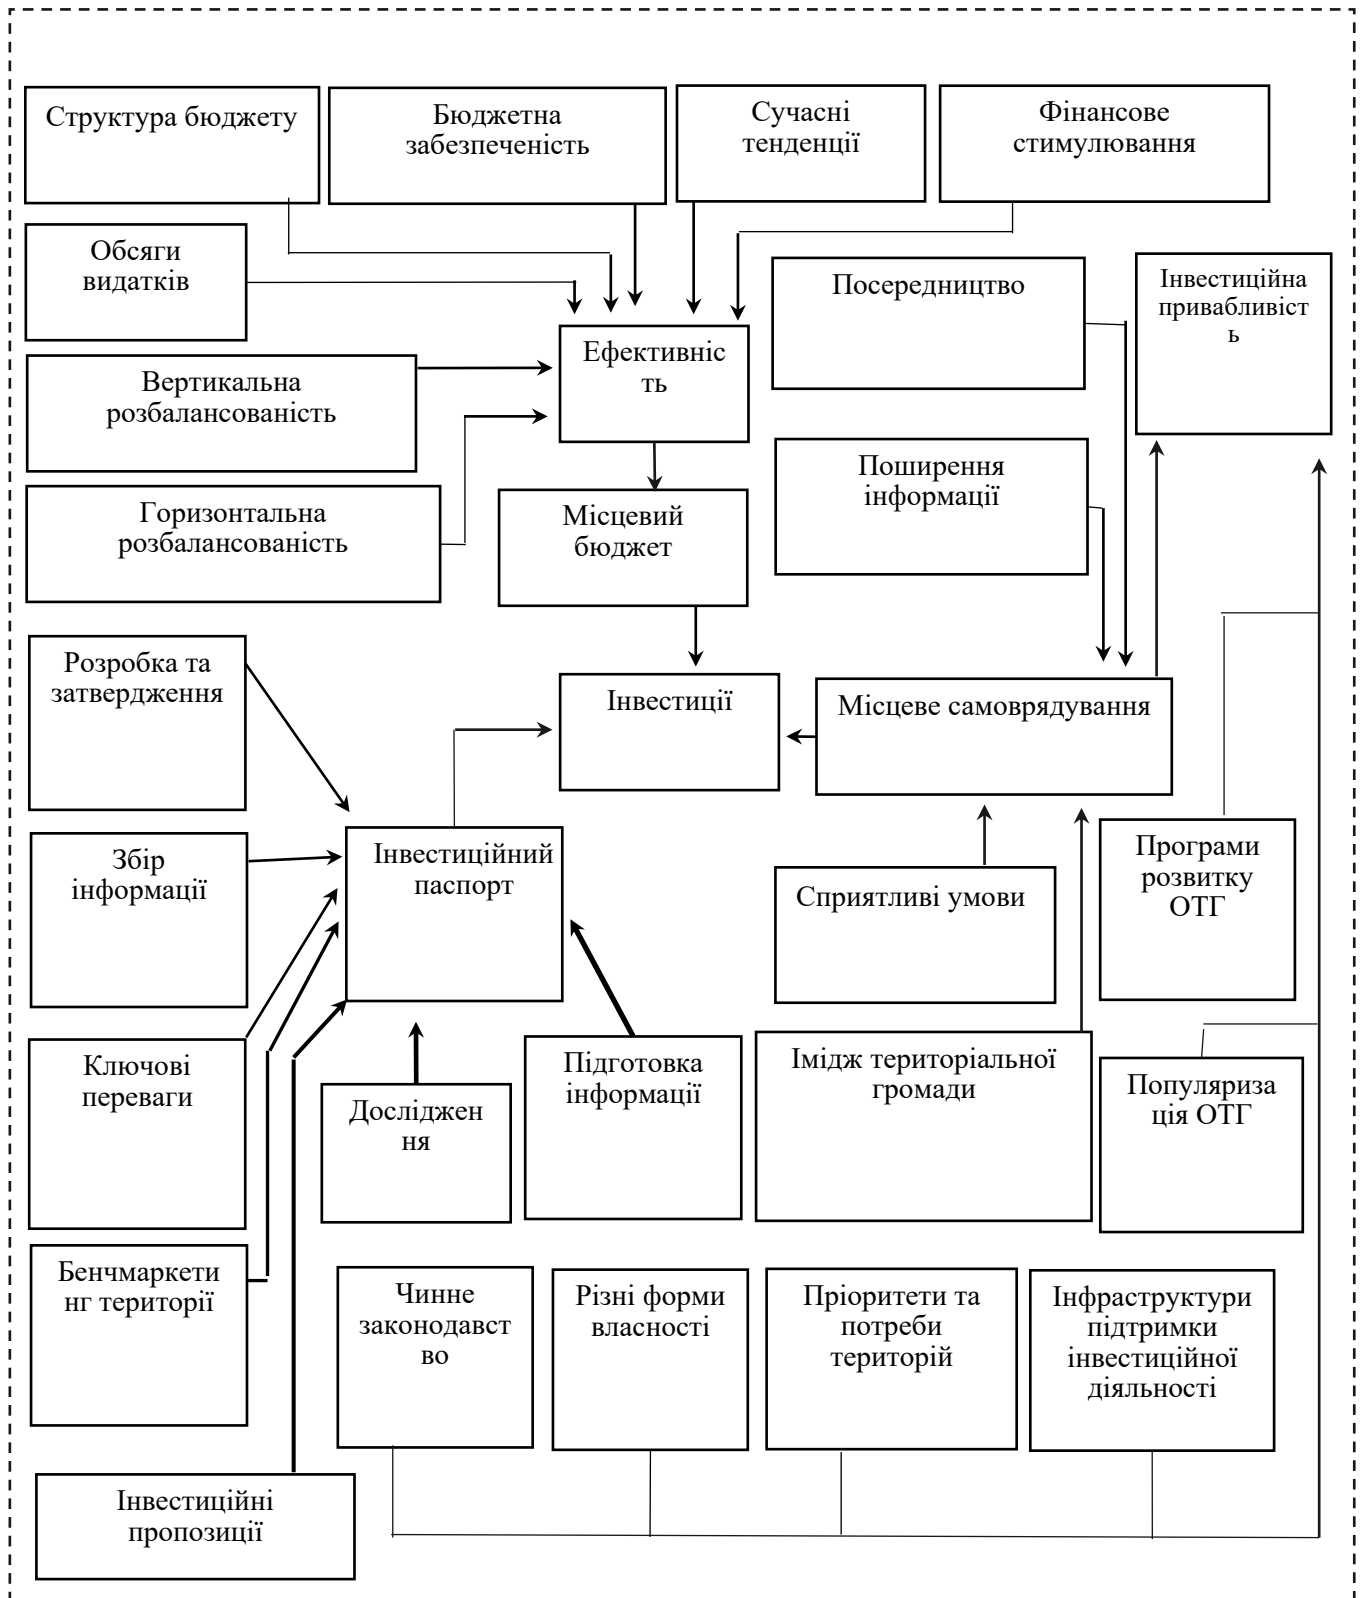 Структура бюджету
Бюджетна
забезпеченість
Сучасні
тенденції
Фінансове
стимулювання
Обсяги
видатків
Посередництво
Інвестиційна
привабливіст
ь
Ефективніс
ть
Вертикальна
розбалансованість
Поширення
інформації
Горизонтальна
розбалансованість
Місцевий
бюджет
Розробка та
затвердження
Інвестиції
Місцеве самоврядування
Збір
інформації
Інвестиційний
паспорт
Сприятливі умови
Програми
розвитку
ОТГ
Ключові
переваги
Досліджен
ня
Підготовка
інформації
Імідж територіальної
громади
Популяриза
ція ОТГ
Бенчмаркети
нг території
Чинне
законодавст
во
Різні форми
власності
Пріоритети та
потреби
територій
Інфраструктури
підтримки
інвестиційної
діяльності
Інвестиційні
пропозиції